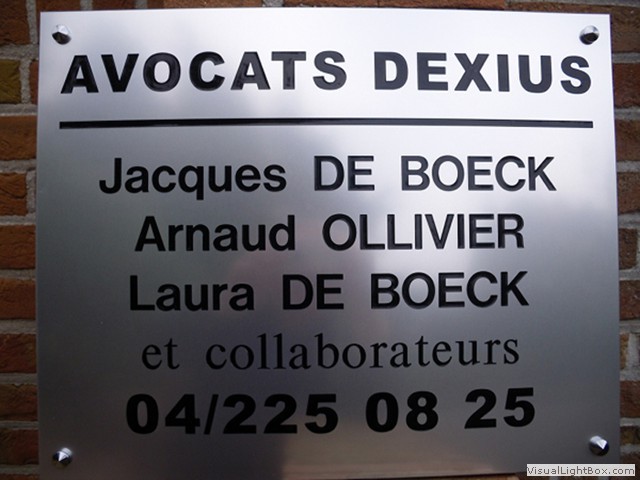 AVOCATS DEXIUS
Jacques DE BOECK
Arnaud OLLIVIER
Laura DE BOECK
et collaborateurs
04/225 08 25
VisualLightBox.com